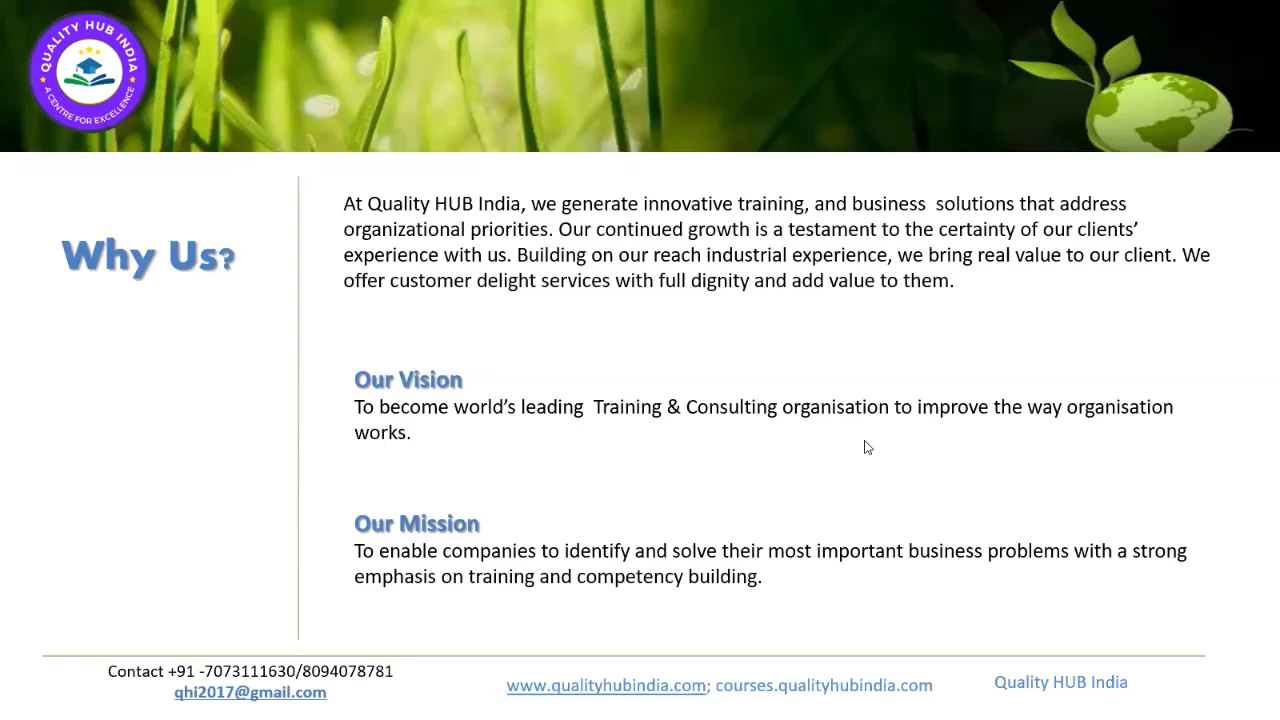 QUALITY HUB INDIA
A CENTRE FOR EXCELLENCE
Why Us?
At Quality HUB India, we generate innovative training, and business  solutions that address
organizational priorities. Our continued growth is a testament to the certainty of our clients’
experience with us. Building on our reach industrial experience, we bring real value to our client. We
offer customer delight services with full dignity and add value to them.
Our Vision
To become world’s leading  Training & Consulting organisation to improve the way organisation
works.
Our Mission
To enable companies to identify and solve their most important business problems with a strong
emphasis on training and competency building.
Contact +91 -7073111630/8094078781
qhi2017@gmail.com
www.qualityhubindia.com; courses.qualityhubindia.com
Quality HUB India